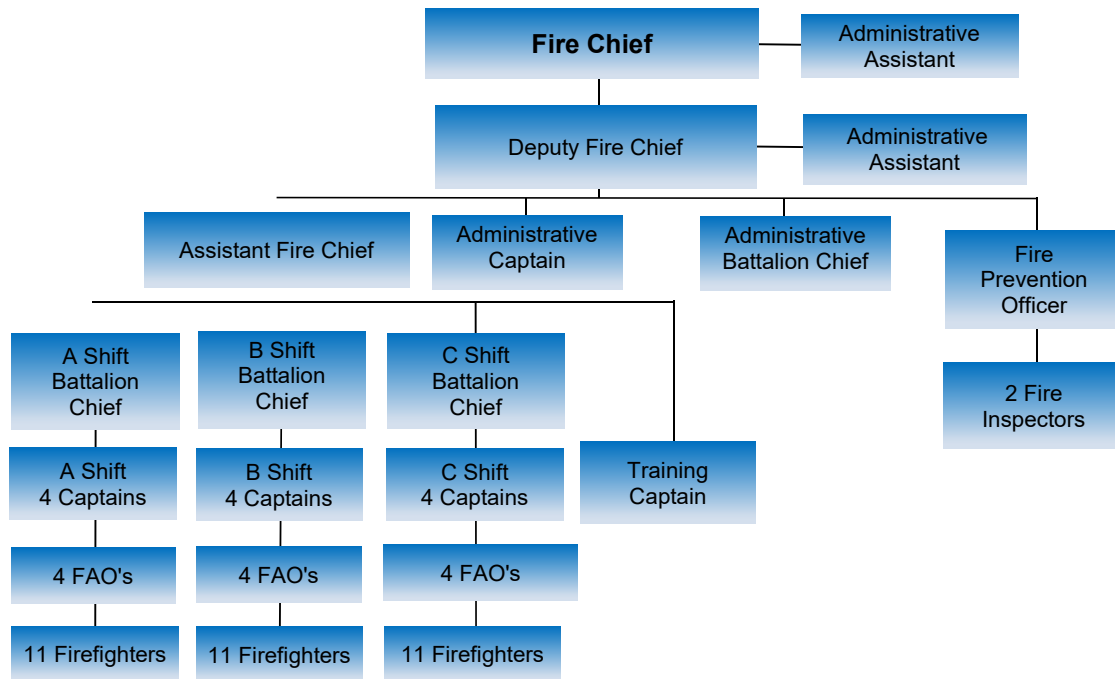 Fire Chief
Administrative
Assistant
Deputy Fire Chief
Administrative
Assistant
Assistant Fire Chief
Administrative
Captain
Administrative
Battalion Chief
Fire
Prevention
Officer
A Shift
Battalion
Chief
B Shift
Battalion
Chief
C Shift
Battalion
Chief
2 Fire
Inspectors
A Shift
4 Captains
B Shift
4 Captains
C Shift
4 Captains
Training
Captain
4 FAO's
4 FAO's
4 FAO's
11 Firefighters
11 Firefighters
11 Firefighters